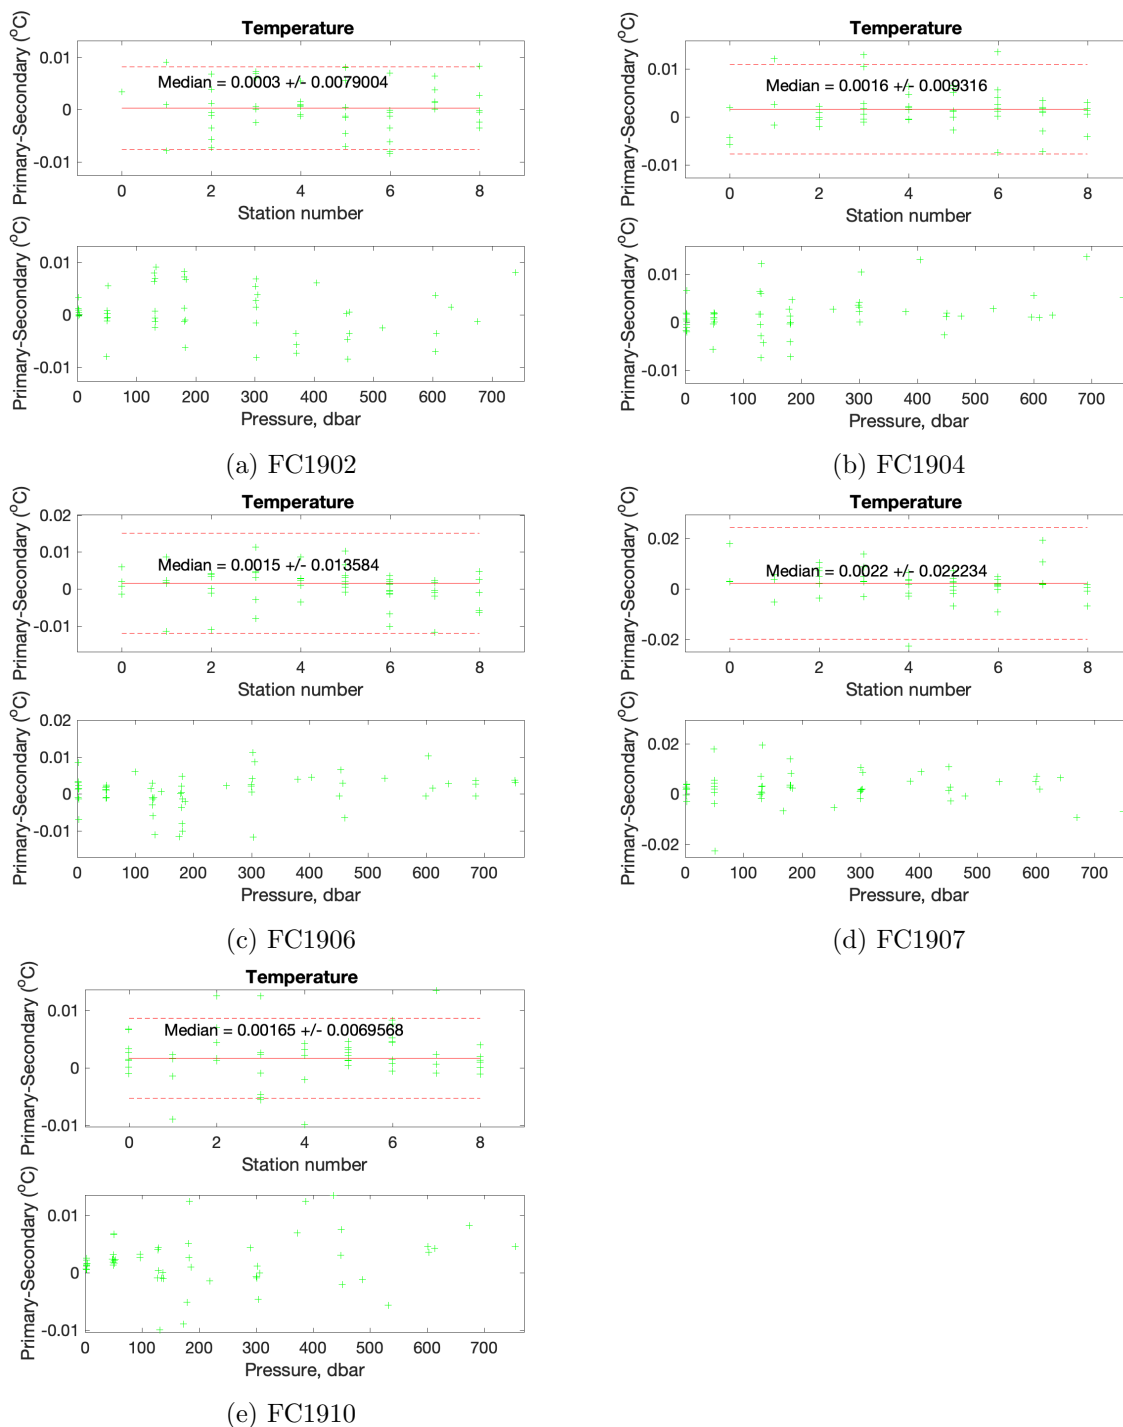 Temperature
Primary-Secondary (°C)
0.01
0
-0.01
Median = 0.0003 +/- 0.0079004
0 2 4 6 8
Station number
Primary-Secondary (°C)
0.01
0
-0.01
0 100 200 300 400 500 600 700
Pressure, dbar
(a) FC1902
Temperature
Primary-Secondary (°C)
0.01
0
-0.01
Median = 0.0016 +/- 0.009316
0 2 4 6 8
Station number
Primary-Secondary (°C)
0.01
0
-0.01
0 100 200 300 400 500 600 700
Pressure, dbar
(b) FC1904
Temperature
Primary-Secondary (°C)
0.02
0.01
0
-0.01
Median = 0.0015 +/- 0.013584
0 2 4 6 8
Station number
Primary-Secondary (°C)
0.02
0.01
0
-0.01
0 100 200 300 400 500 600 700
Pressure, dbar
(c) FC1906
Temperature
Primary-Secondary (°C)
0.02
0
-0.02
Median = 0.0022 +/- 0.022234
0 2 4 6 8
Station number
Primary-Secondary (°C)
0.02
0
-0.02
0 100 200 300 400 500 600 700
Pressure, dbar
(d) FC1907
Temperature
Primary-Secondary (°C)
0.01
0
-0.01
Median = 0.00165 +/- 0.0069568
0 2 4 6 8
Station number
Primary-Secondary (°C)
0.01
0
-0.01
0 100 200 300 400 500 600 700
Pressure, dbar
(e) FC1910